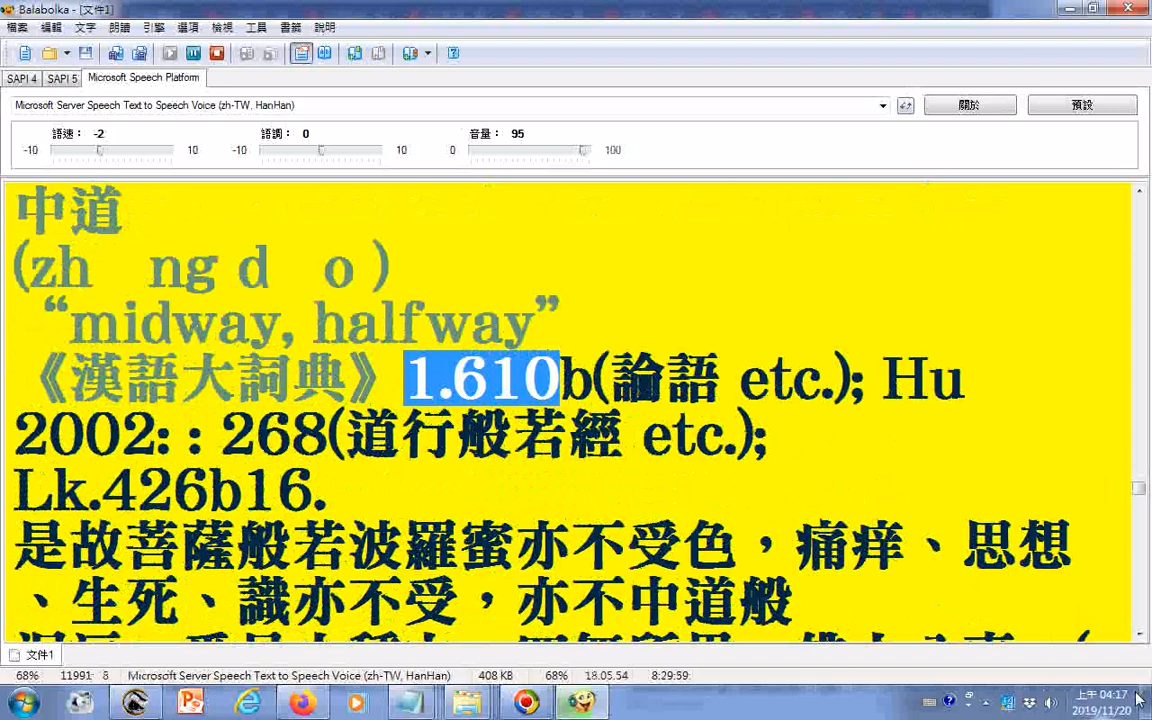 Balabolka - [文件1]
檔案 編輯 文字 朗讀 引擎 選項 檢視 工具 書籤 說明
SAPI 4 SAPI 5 Microsoft Speech Platform
Microsoft Server Speech Text to Speech Voice (zh-TW, HanHan) 關於 預設
語速： -2 語調： 0 音量： 95
-10 10 -10 10 0 100
中道
(zh ng d o )
“midway, halfway”
《漢語大詞典》 1.610b(論語 etc.); Hu
2002: : 268(道行般若經 etc.);
Lk.426b16.
是故菩薩般若波羅蜜亦不受色，痛痒、思想
、生死、識亦不受，亦不中道般
文件1
68% 11991 8 Microsoft Server Speech Text to Speech Voice (zh-TW, HanHan) 408 KB 68% 18.05.54 8:29:59
上午 04:17
2019/11/20